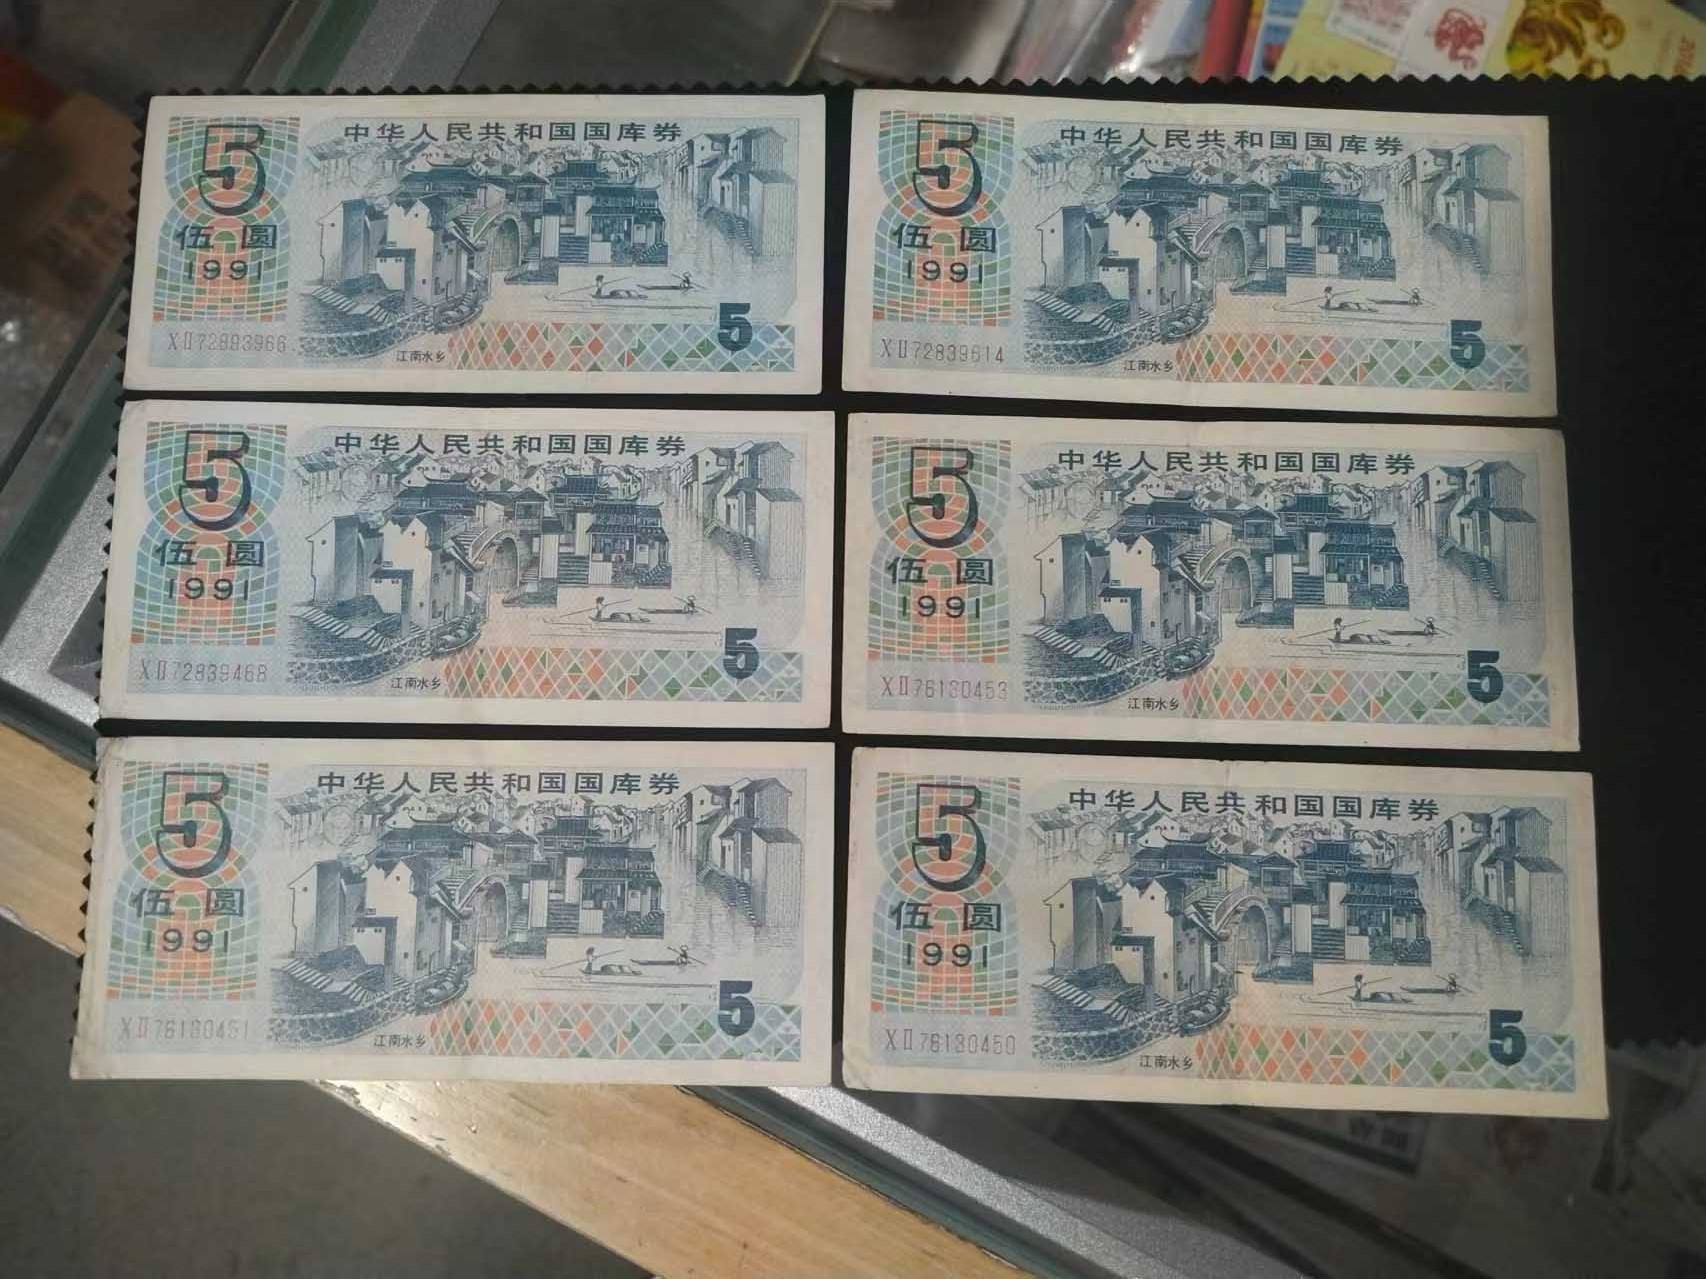 中华人民共和国国库券
5
伍圆
1991
XII72893966
江南水乡
5
中华人民共和国国库券
5
伍圆
1991
XII72839614
江南水乡
5
中华人民共和国国库券
5
伍圆
1991
XII72839468
江南水乡
5
中华人民共和国国库券
5
伍圆
1991
XII76130453
江南水乡
5
中华人民共和国国库券
5
伍圆
1991
XII76130451
江南水乡
5
中华人民共和国国库券
5
伍圆
1991
XII76130450
江南水乡
5